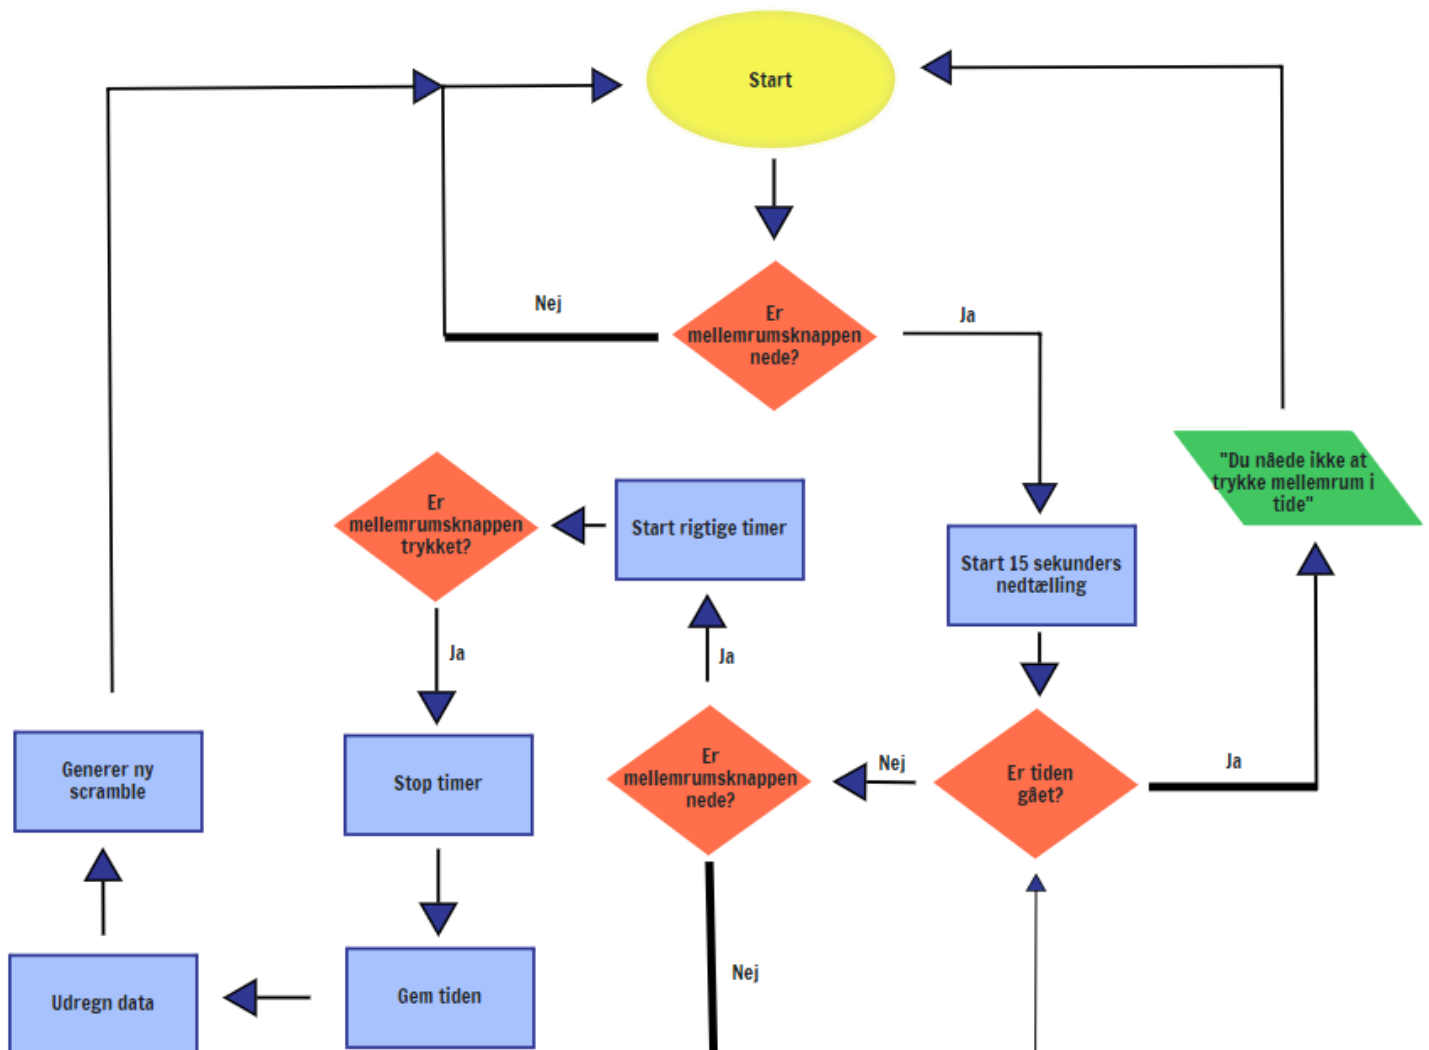 Start
Nej
Er
mellemrumsknappen
nede?
Ja
"Du nåede ikke at
trykke mellemrum i
tide"
Er
mellemrumsknappen
trykket?
Start rigtige timer
Start 15 sekunders
nedtælling
Ja
Ja
Generer ny
scramble
Stop timer
Er
mellemrumsknappen
nede?
Nej
Er tiden
gået?
Ja
Udregn data
Gem tiden
Nej